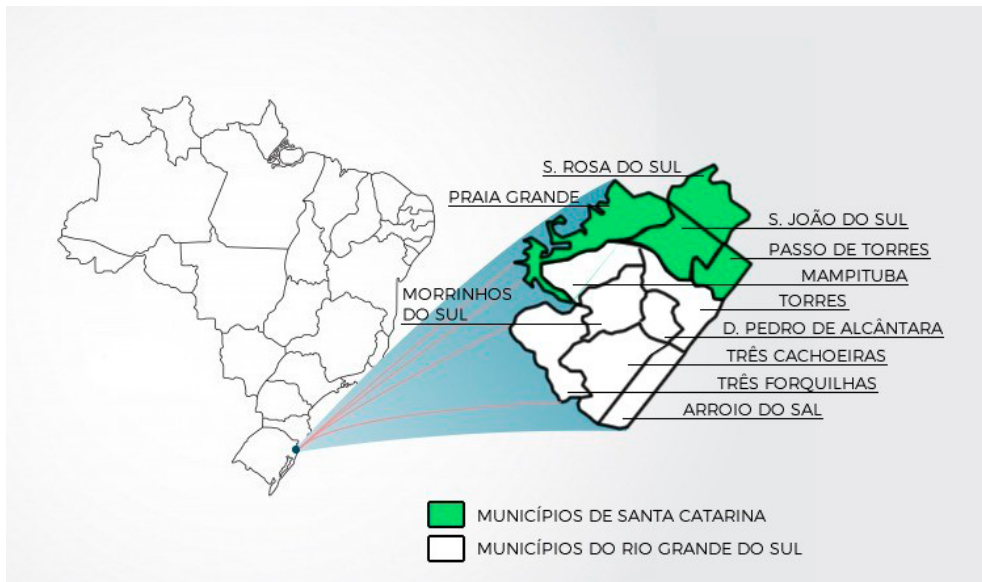 S. ROSA DO SUL
PRAIA GRANDE
S. JOÃO DO SUL
PASSO DE TORRES
MAMPITUBA
MORRINHOS
DO SUL
TORRES
D. PEDRO DE ALCÂNTARA
TRÊS CACHOEIRAS
TRÊS FORQUILHAS
ARROIO DO SAL
MUNICÍPIOS DE SANTA CATARINA
MUNICÍPIOS DO RIO GRANDE DO SUL